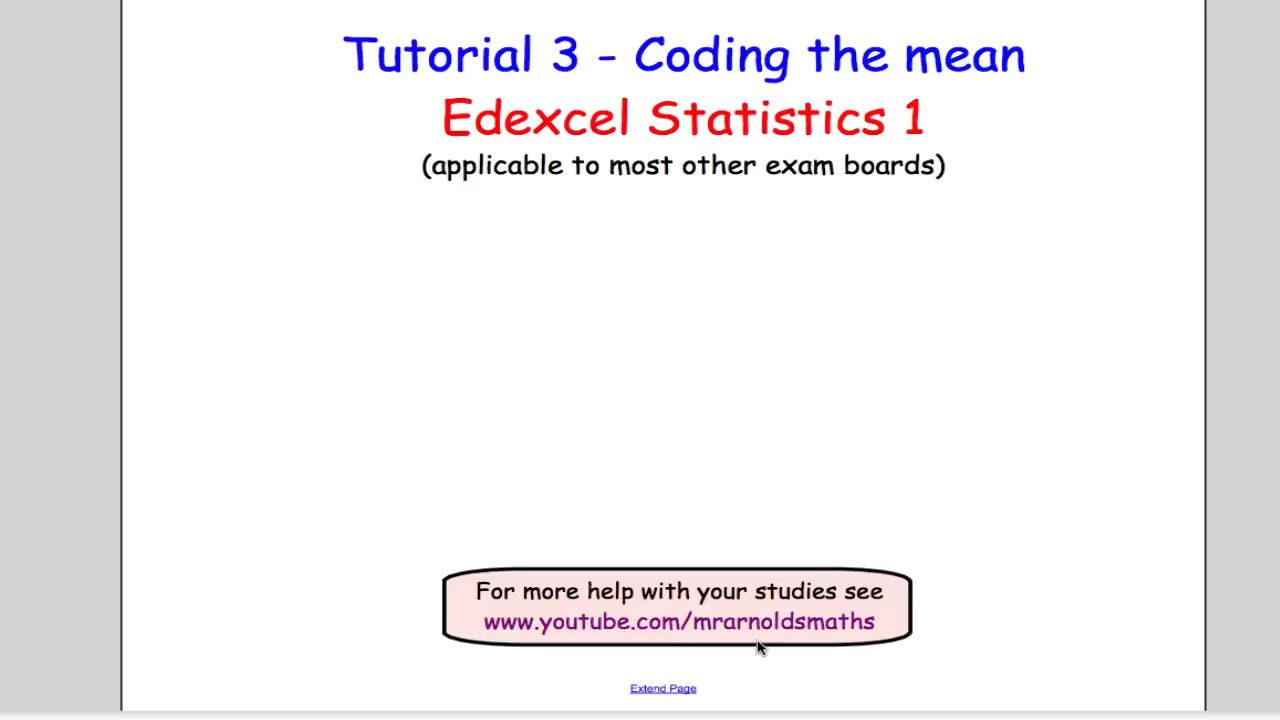 Tutorial 3 - Coding the mean
Edexcel Statistics 1
(applicable to most other exam boards)
For more help with your studies see
www.youtube.com/mrarnoldsmaths
Extend Page